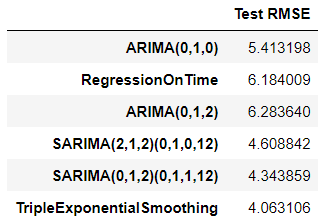 Test RMSE
ARIMA(0,1,0) 5.413198
RegressionOnTime 6.184009
ARIMA(0,1,2) 6.283640
SARIMA(2,1,2)(0,1,0,12) 4.608842
SARIMA(0,1,2)(0,1,1,12) 4.343859
TripleExponentialSmoothing 4.063106